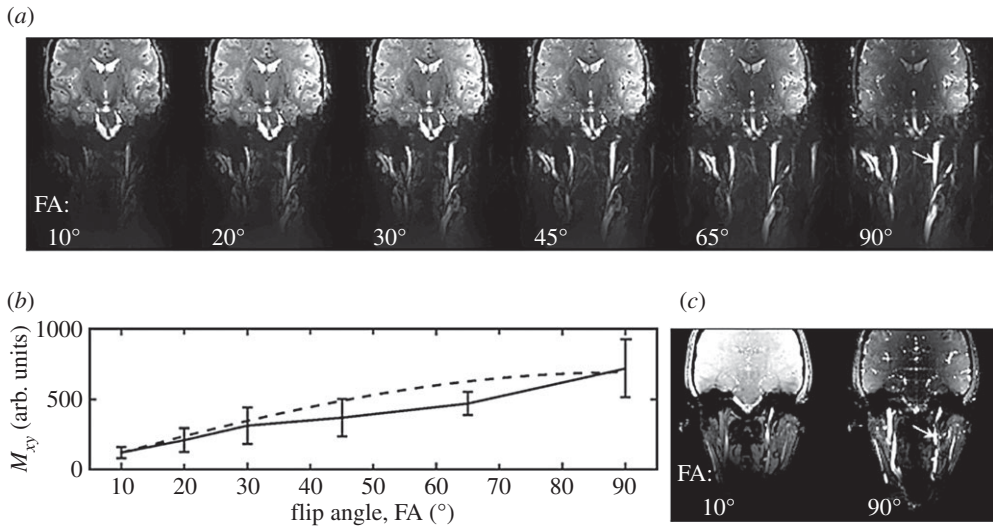 (a)
FA:
10° 20° 30° 45° 65° 90°
(b)
1000
500
0
M_xy (arb. units)
10 20 30 40 50 60 70 80 90
flip angle, FA (°)
(c)
FA:
10° 90°